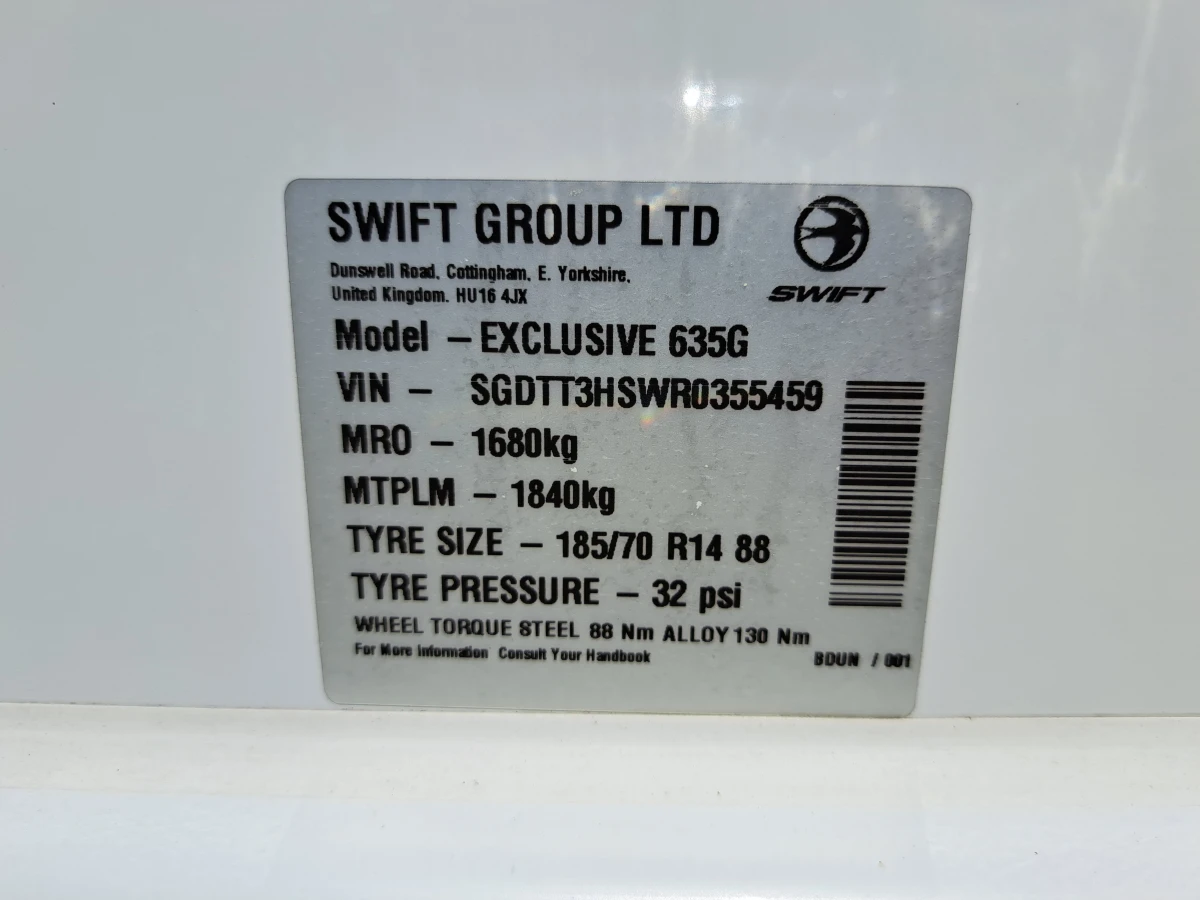 SWIFT GROUP LTD
Dunswell Road, Cottingham, E. Yorkshire,
United Kingdom. HU16 4JX
SWIFT
Model – EXCLUSIVE 635G
VIN – SGDTT3HSWR0355459
MRO – 1680kg
MTPLM – 1840kg
TYRE SIZE – 185/70 R14 88
TYRE PRESSURE – 32 psi
WHEEL TORQUE STEEL 88 Nm ALLOY 130 Nm
For More Information Consult Your Handbook
BDUN / 001